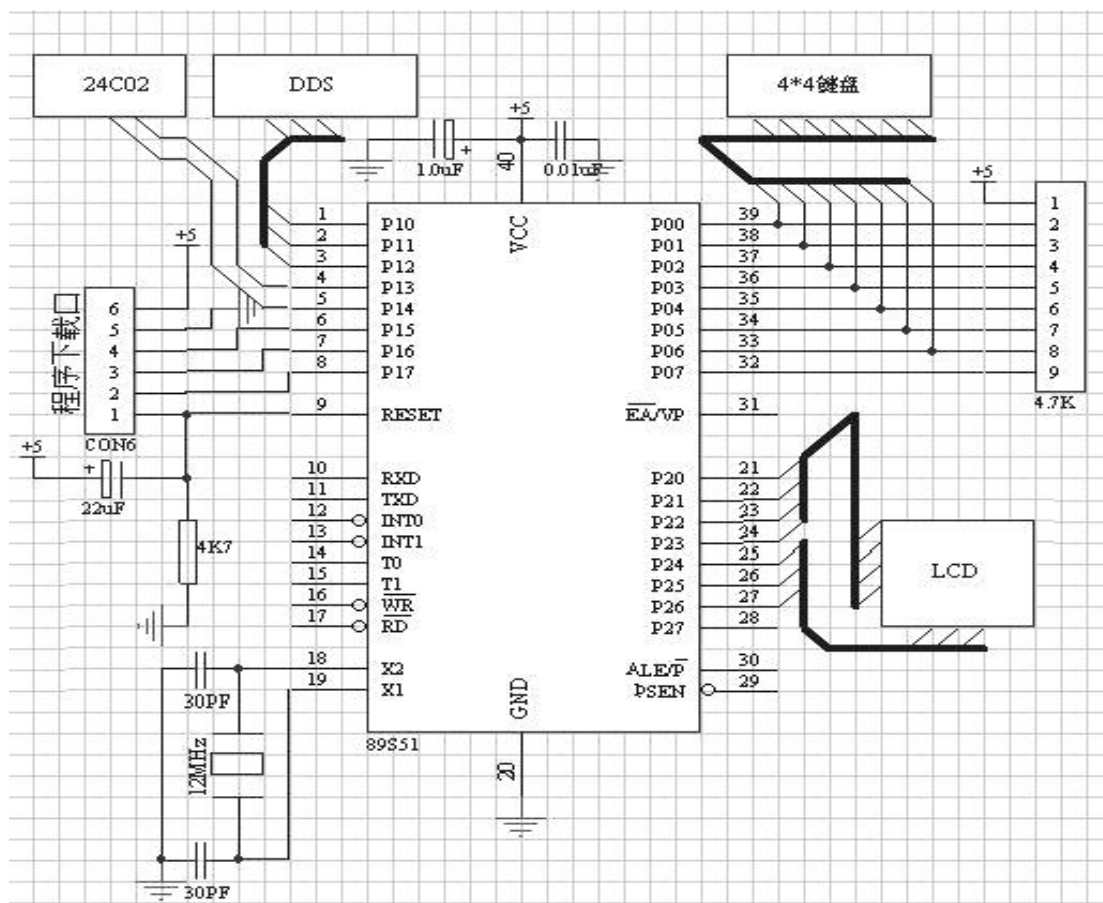 24C02
DDS
4*4键盘
+5
+5
1.0uF
40
0.01uF
VCC
+5
程序下载口
6
5
4
3
2
1
CON6
+5
22uF
4K7
1 P10
2 P11
3 P12
4 P13
5 P14
6 P15
7 P16
8 P17
9 RESET
10 RXD
11 TXD
12 INT0
13 INT1
14 T0
15 T1
16 WR
17 RD
18 X2
19 X1
P00 39
P01 38
P02 37
P03 36
P04 35
P05 34
P06 33
P07 32
EA/VP 31
P20 21
P21 22
P22 23
P23 24
P24 25
P25 26
P26 27
P27 28
ALE/P 30
PSEN 29
1
2
3
4
5
6
7
8
9
4.7K
LCD
30PF
12MHz
30PF
GND
89S51
20